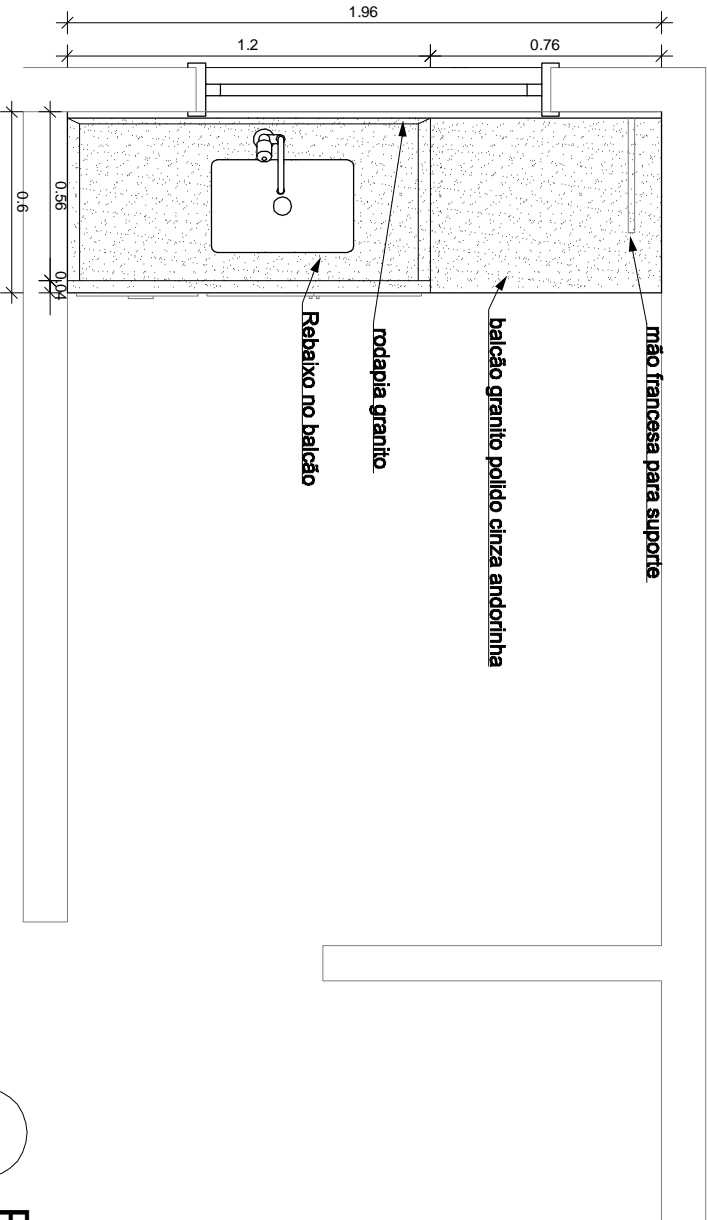 1.96
1.2
0.76
0.56
0.04
0.6
mão francesa para suporte
balcão granito polido cinza andorinha
rodapia granito
Rebaixo no balcão